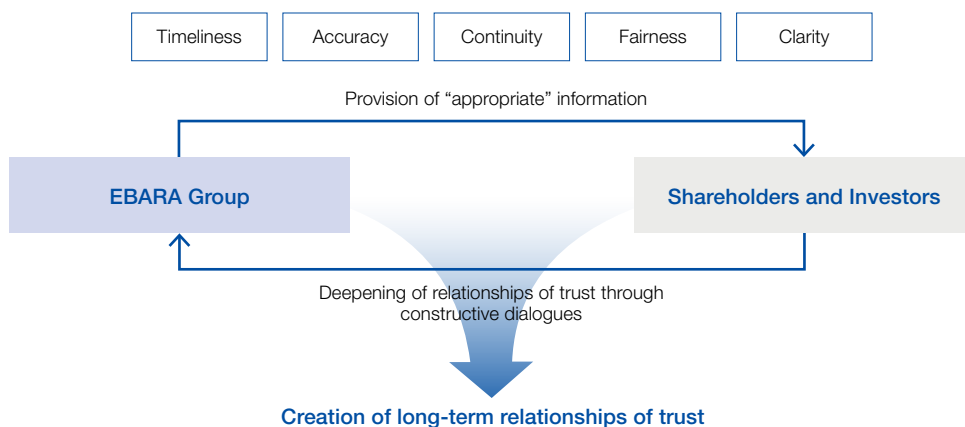 Timeliness
Accuracy
Continuity
Fairness
Clarity
Provision of “appropriate” information
EBARA Group
Shareholders and Investors
Deepening of relationships of trust through
constructive dialogues
Creation of long-term relationships of trust